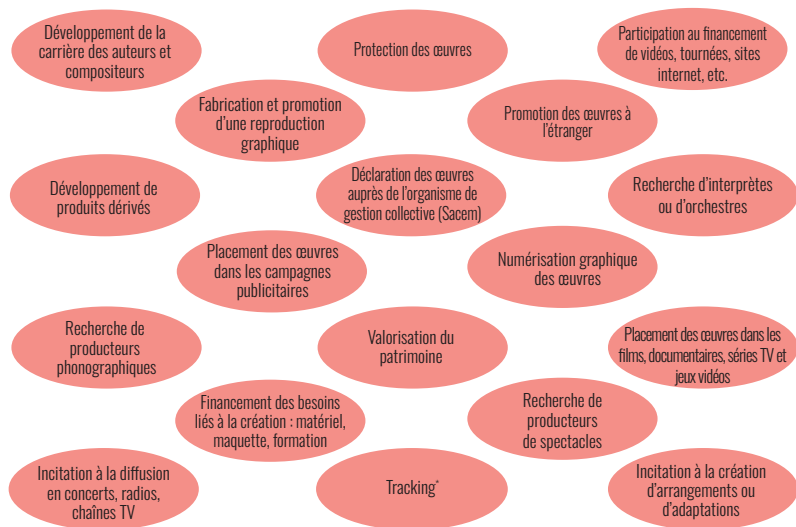 Développement de la
carrière des auteurs et
compositeurs
Protection des œuvres
Participation au financement
de vidéos, tournées, sites
internet, etc.
Fabrication et promotion
d'une reproduction
graphique
Promotion des œuvres à
l'étranger
Développement de
produits dérivés
Déclaration des œuvres
auprès de l'organisme de
gestion collective (Sacem)
Recherche d'interprètes
ou d'orchestres
Placement des œuvres
dans les campagnes
publicitaires
Numérisation graphique
des œuvres
Recherche de
producteurs
phonographiques
Valorisation du
patrimoine
Placement des œuvres dans les
films, documentaires, séries TV et
jeux vidéos
Financement des besoins
liés à la création : matériel,
maquette, formation
Recherche de
producteurs
de spectacles
Incitation à la diffusion
en concerts, radios,
chaînes TV
Tracking*
Incitation à la création
d'arrangements ou
d'adaptations